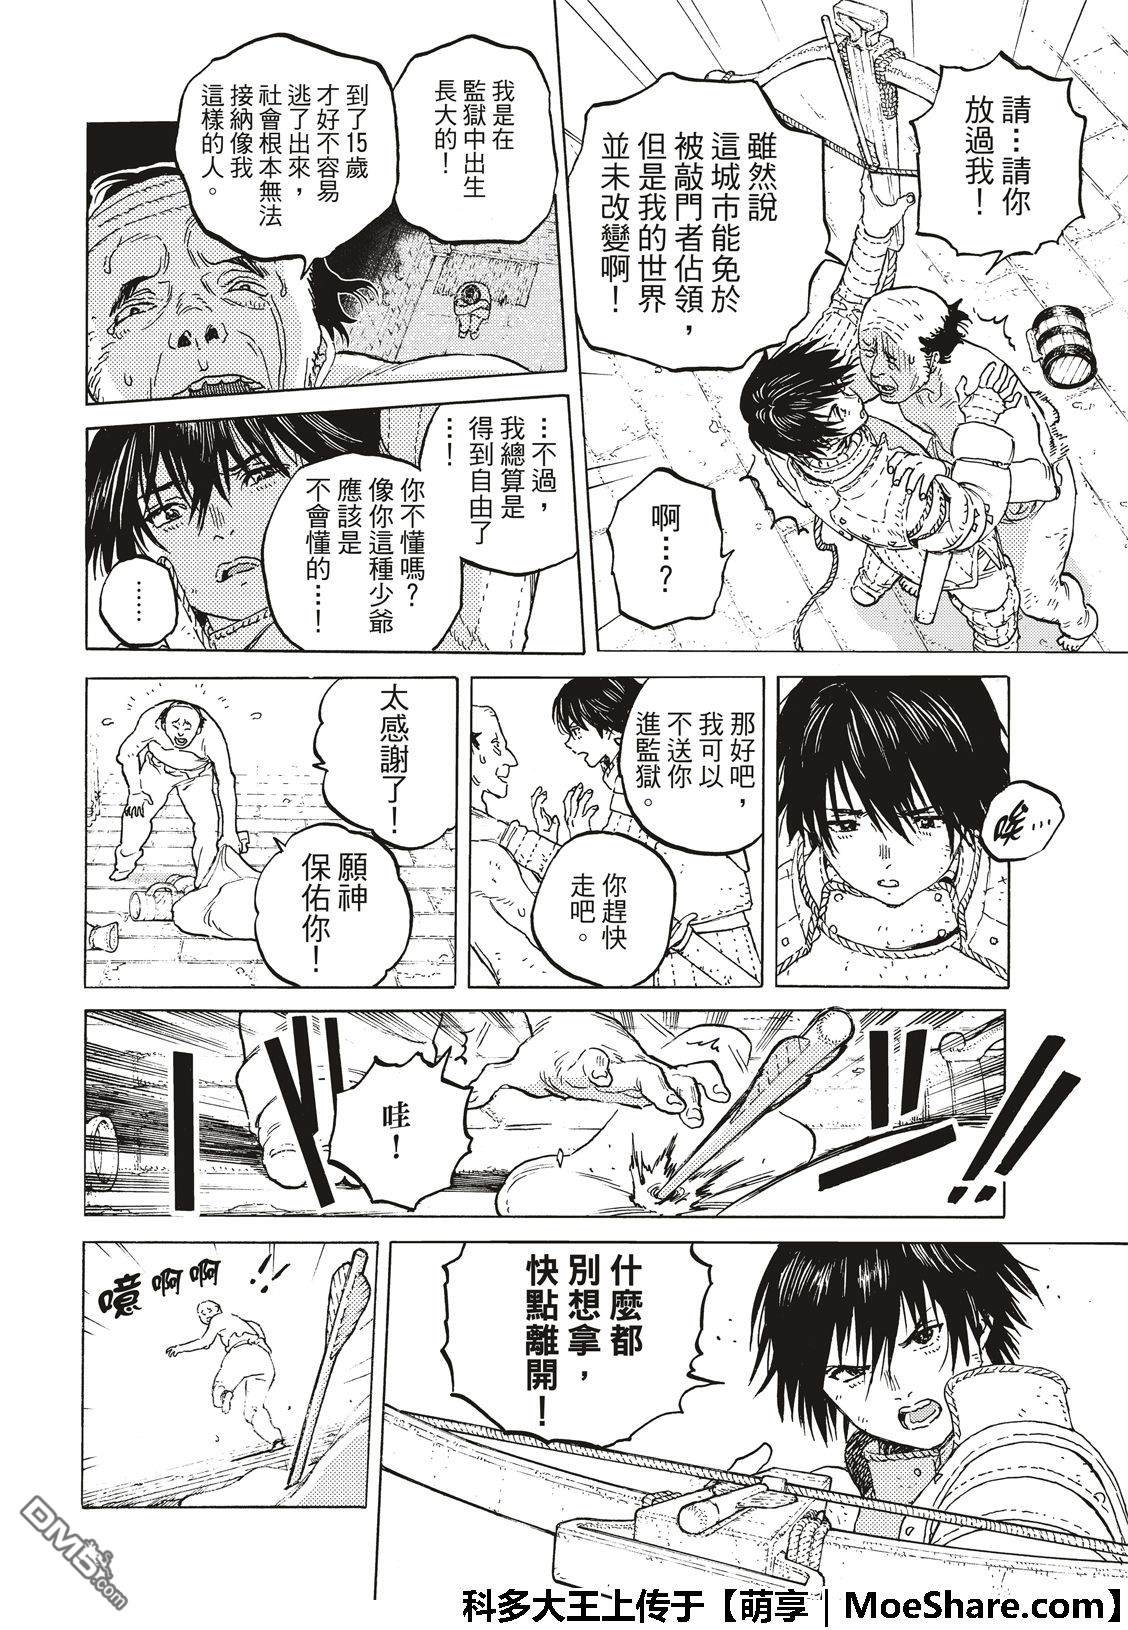 請…請你
放過我！
雖然說
這城市能免於
被敲門者佔領，
但是我的世界
並未改變啊！
啊…？
我是在
監獄中出生
長大的！
到了15歲
才好不容易
逃了出來，
社會根本無法
接納像我
這樣的人。
…不過，
我總算是
得到自由了
…！
你不懂嗎？
像你這種少爺
應該是
不會懂的…！
……
唉…
那好吧，
我可以
不送你
進監獄。
你趕快
走吧。
太感謝了！
願神
保佑你！
!!
哇！
什麼都
別想拿，
快點離開！
噫啊啊
!!
DM5.com
科多大王上传于【萌享｜MoeShare.com】